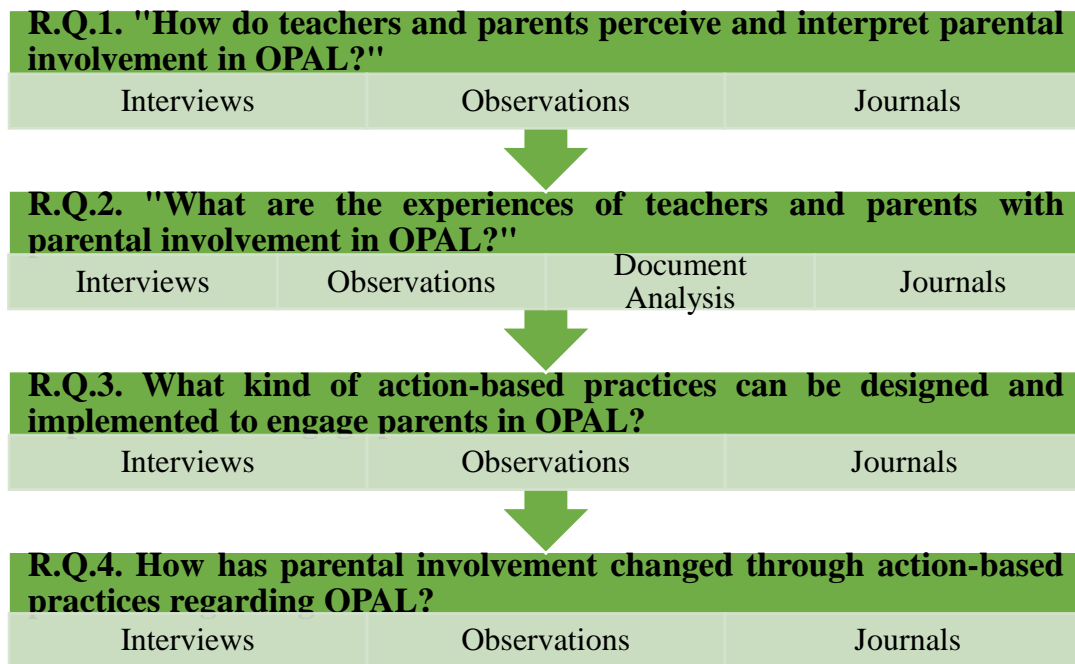 R.Q.1. "How do teachers and parents perceive and interpret parental
involvement in OPAL?"
Interviews Observations Journals
R.Q.2. "What are the experiences of teachers and parents with
parental involvement in OPAL?"
Interviews Observations Document Analysis Journals
R.Q.3. What kind of action-based practices can be designed and
implemented to engage parents in OPAL?
Interviews Observations Journals
R.Q.4. How has parental involvement changed through action-based
practices regarding OPAL?
Interviews Observations Journals